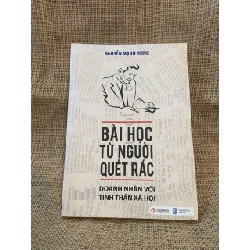 NGUYỄN MẠNH HÙNG
BÀI HỌC
TỪ NGƯỜI
QUÉT RÁC
DOANH NHÂN VỚI
TINH THẦN XÃ HỘI